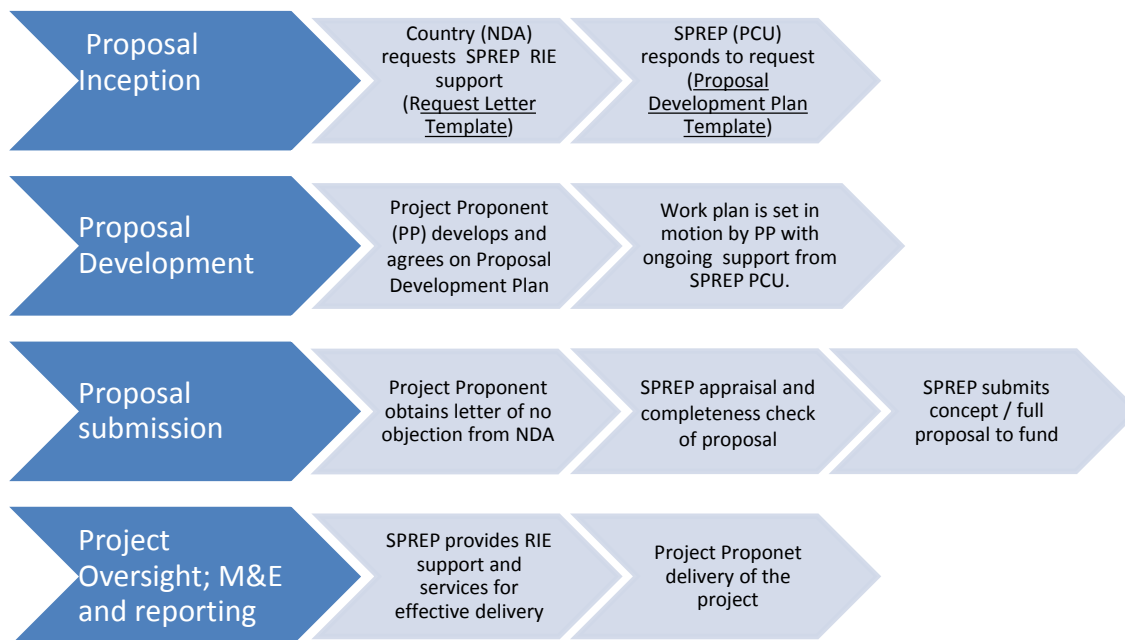 Proposal
Inception
Country (NDA)
requests SPREP RIE
support
(Request Letter
Template)
SPREP (PCU)
responds to request
(Proposal
Development Plan
Template)
Proposal
Development
Project Proponent
(PP) develops and
agrees on Proposal
Development Plan
Work plan is set in
motion by PP with
ongoing support from
SPREP PCU.
Proposal
submission
Project Proponent
obtains letter of no
objection from NDA
SPREP appraisal and
completeness check
of proposal
SPREP submits
concept / full
proposal to fund
Project
Oversight; M&E
and reporting
SPREP provides RIE
support and
services for
effective delivery
Project Proponet
delivery of the
project